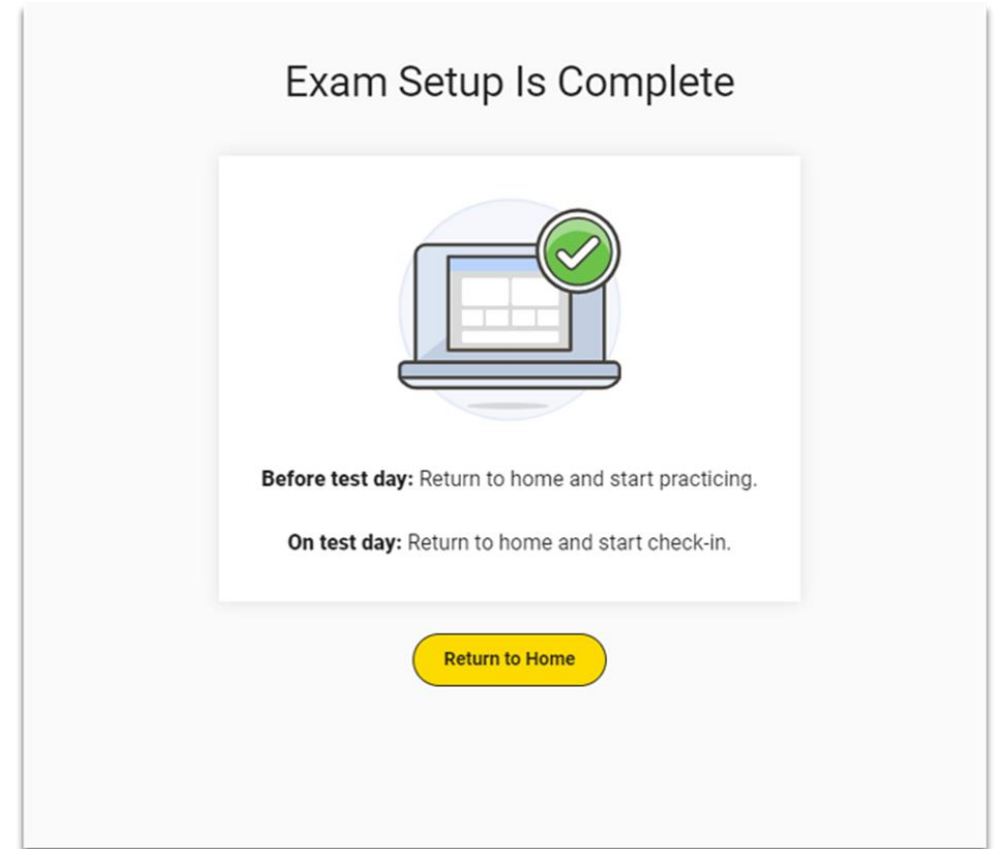 Exam Setup Is Complete
Before test day: Return to home and start practicing.
On test day: Return to home and start check-in.
Return to Home